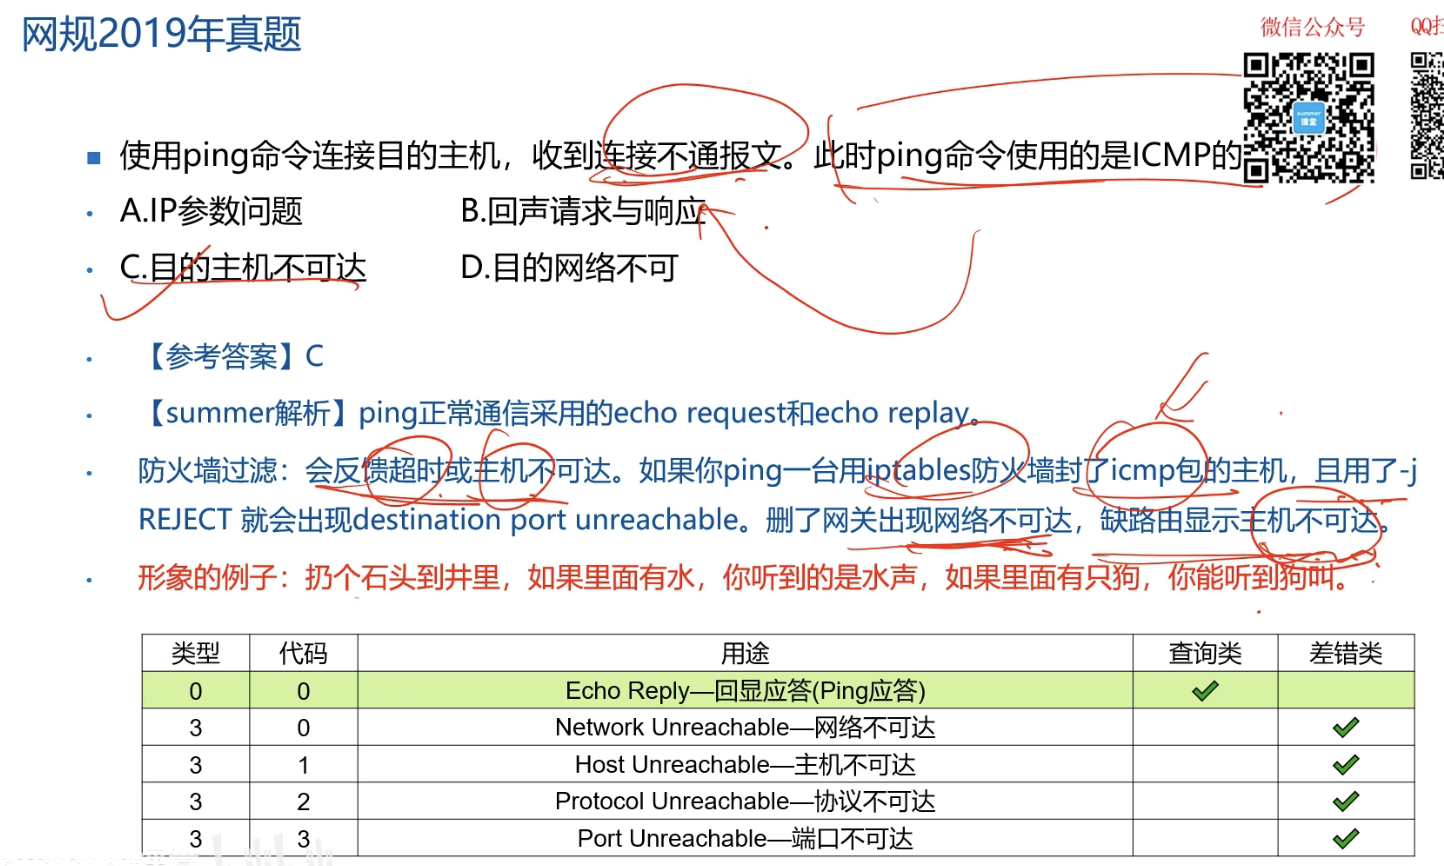 网规2019年真题
微信公众号
QQ扫
summer
课堂
使用ping命令连接目的主机，收到连接不通报文。此时ping命令使用的是ICMP的
A.IP参数问题 B.回声请求与响应
C.目的主机不可达 D.目的网络不可
【参考答案】C
【summer解析】ping正常通信采用的echo request和echo replay。
防火墙过滤：会反馈超时或主机不可达。如果你ping一台用iptables防火墙封了icmp包的主机，且用了-j
REJECT 就会出现destination port unreachable。删了网关出现网络不可达，缺路由显示主机不可达。
形象的例子：扔个石头到井里，如果里面有水，你听到的是水声，如果里面有只狗，你能听到狗叫。
类型 代码 用途 查询类 差错类
0 0 Echo Reply—回显应答(Ping应答) ✔
3 0 Network Unreachable—网络不可达 ✔
3 1 Host Unreachable—主机不可达 ✔
3 2 Protocol Unreachable—协议不可达 ✔
3 3 Port Unreachable—端口不可达 ✔